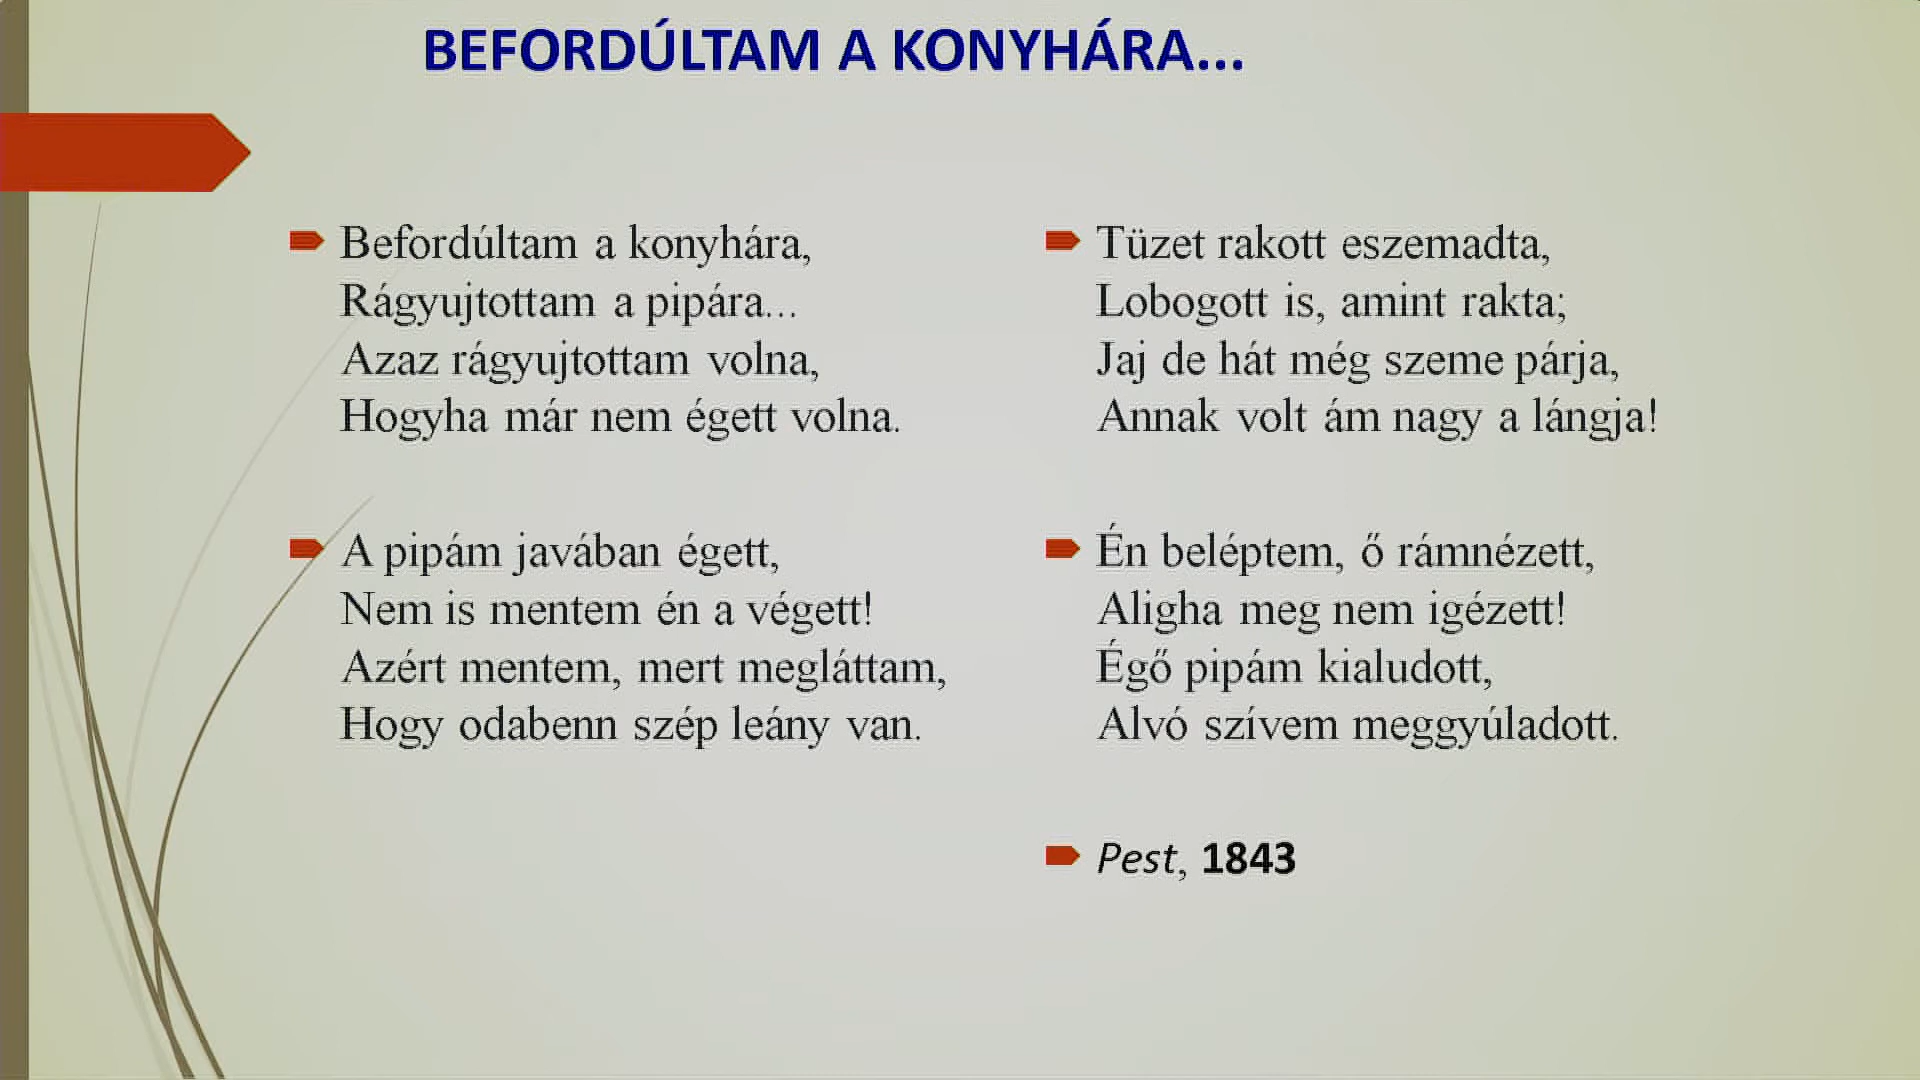 BEFORDÚLTAM A KONYHÁRA...
Befordúltam a konyhára,
Rágyujtottam a pipára...
Azaz rágyujtottam volna,
Hogyha már nem égett volna.
A pipám javában égett,
Nem is mentem én a végett!
Azért mentem, mert megláttam,
Hogy odabenn szép leány van.
Tüzet rakott eszemadta,
Lobogott is, amint rakta;
Jaj de hát még szeme párja,
Annak volt ám nagy a lángja!
Én beléptem, ő rámnézett,
Aligha meg nem igézett!
Égő pipám kialudott,
Alvó szívem meggyúladott.
Pest, 1843